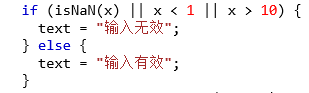 if (isNaN(x) || x < 1 || x > 10) {
  text = "输入无效";
} else {
  text = "输入有效";
}